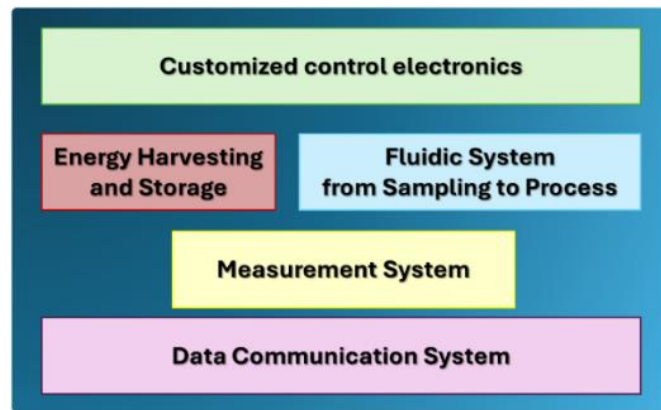 Customized control electronics
Energy Harvesting
and Storage
Fluidic System
from Sampling to Process
Measurement System
Data Communication System